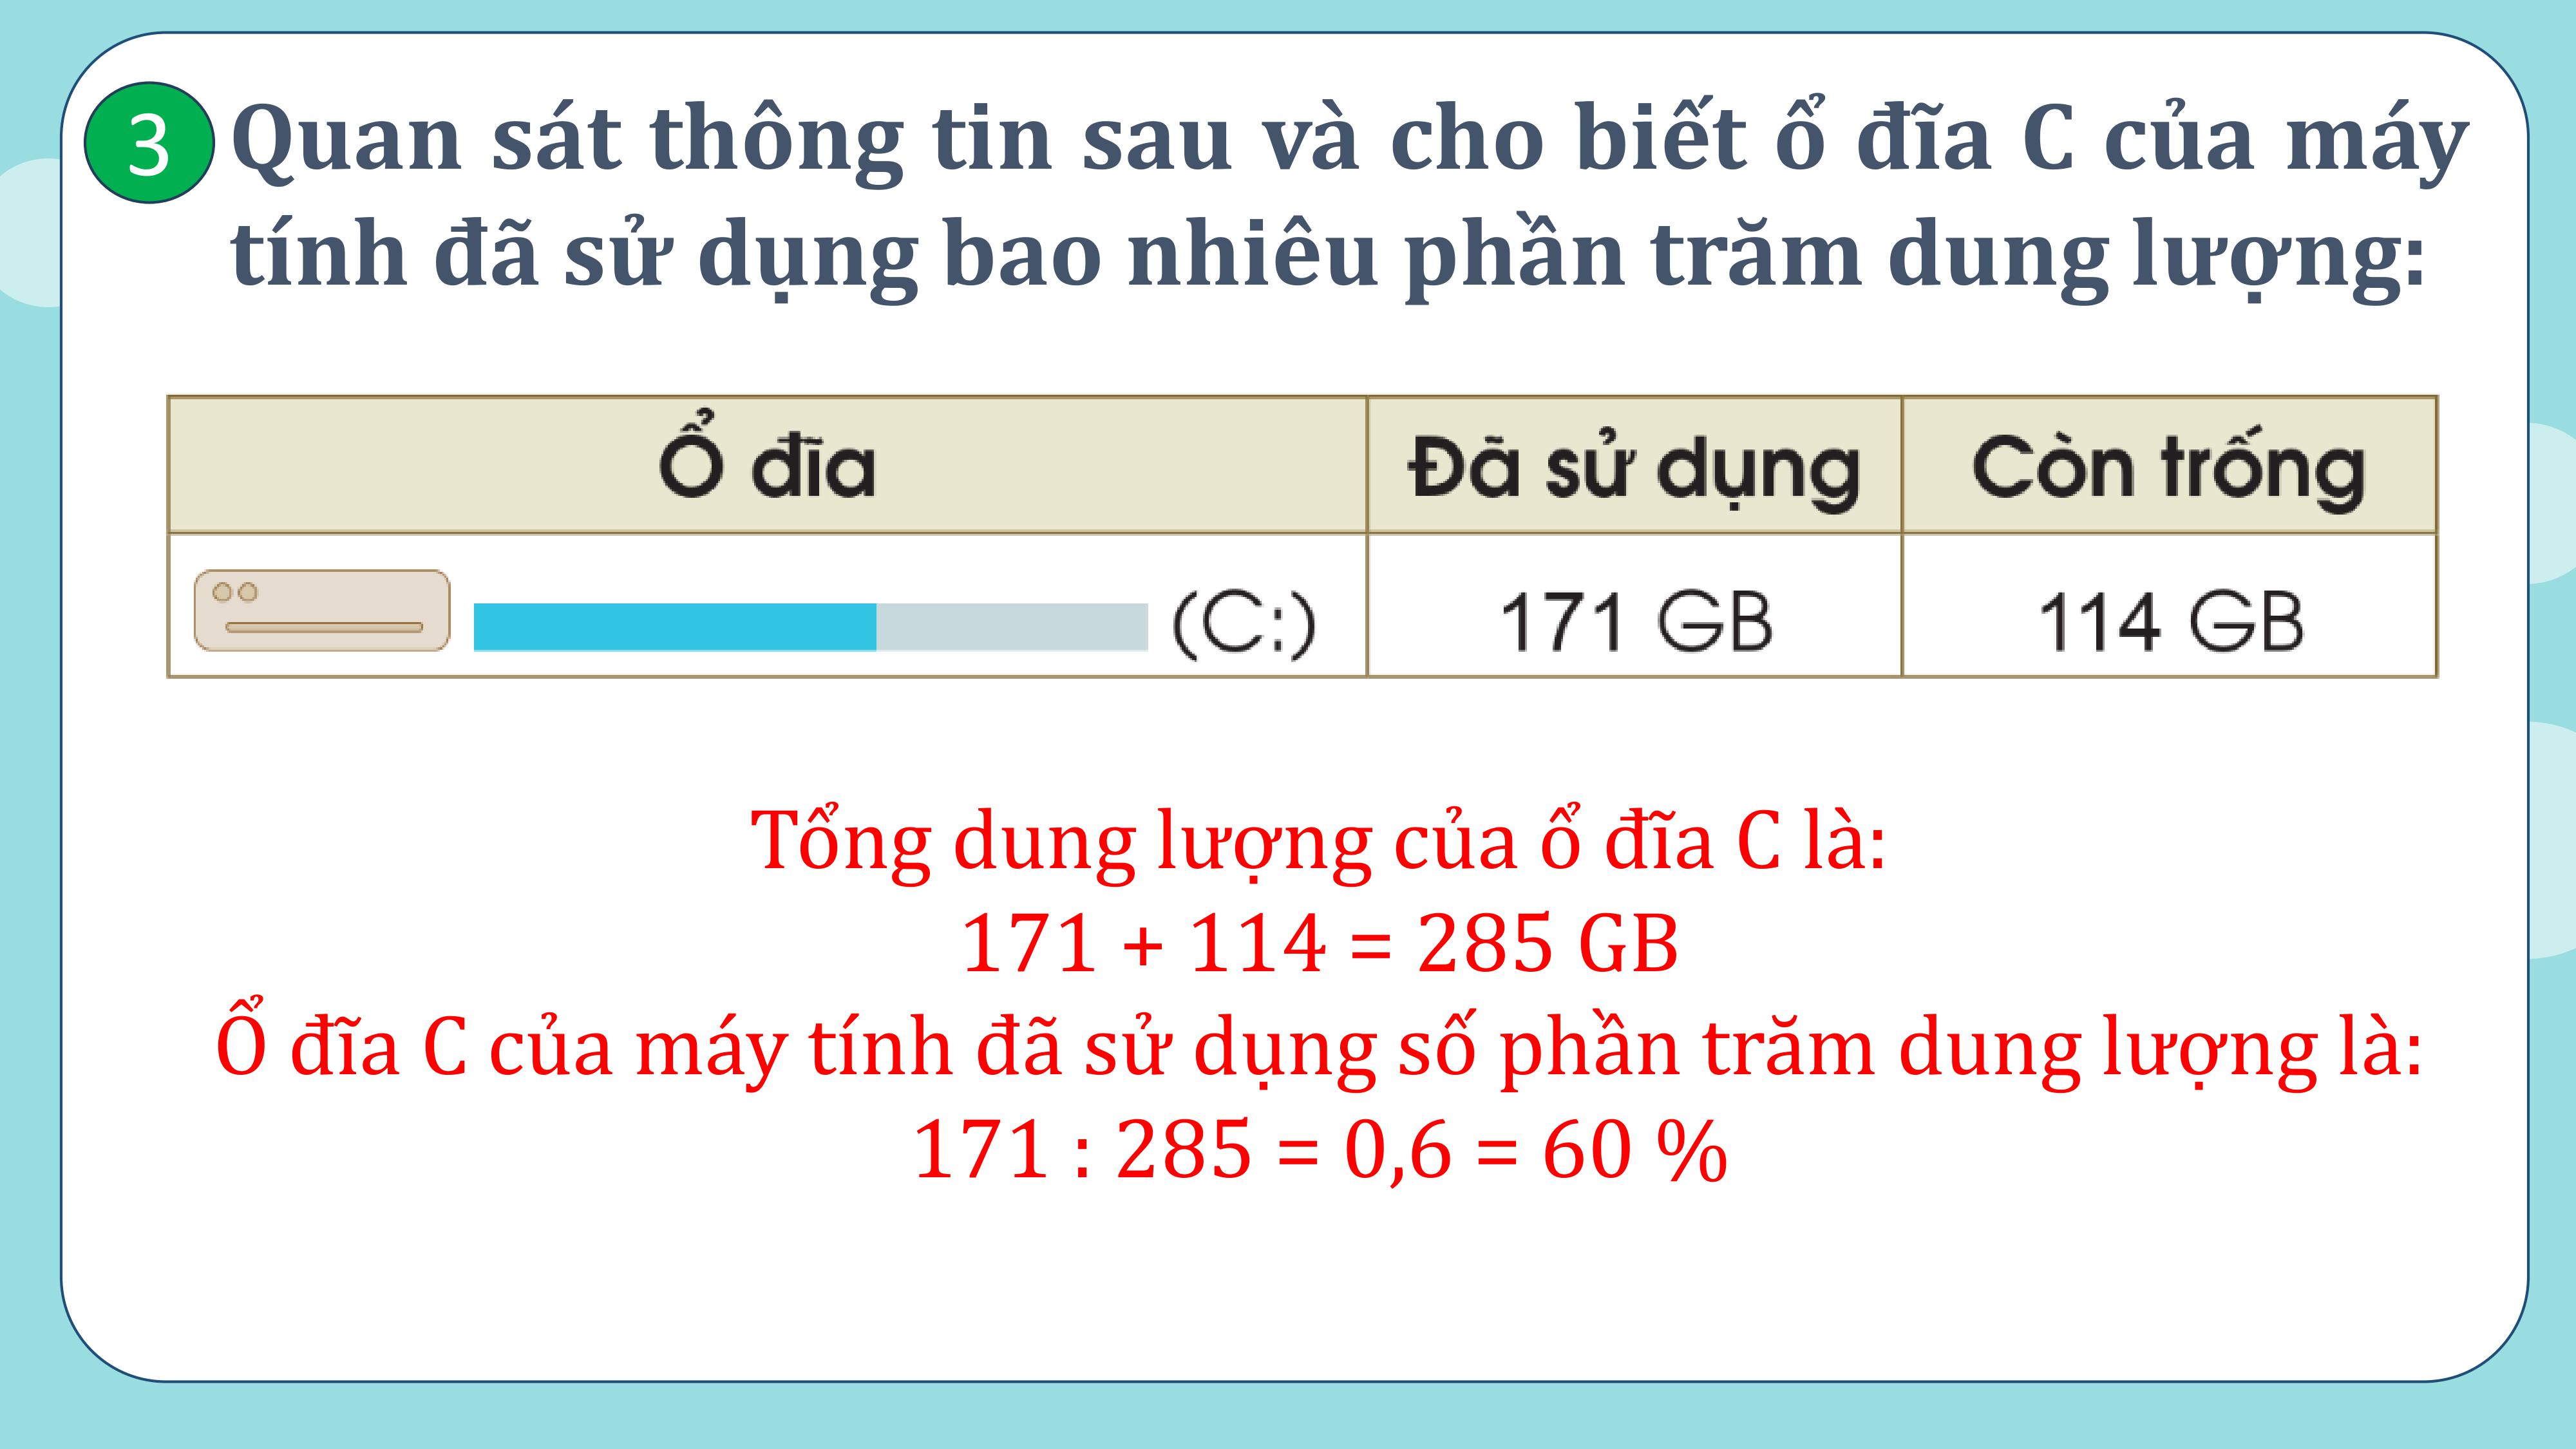 3 Quan sát thông tin sau và cho biết ổ đĩa C của máy
tính đã sử dụng bao nhiêu phần trăm dung lượng:
Ổ đĩa Đã sử dụng Còn trống
(C:) 171 GB 114 GB
Tổng dung lượng của ổ đĩa C là:
171 + 114 = 285 GB
Ổ đĩa C của máy tính đã sử dụng số phần trăm dung lượng là:
171 : 285 = 0,6 = 60 %